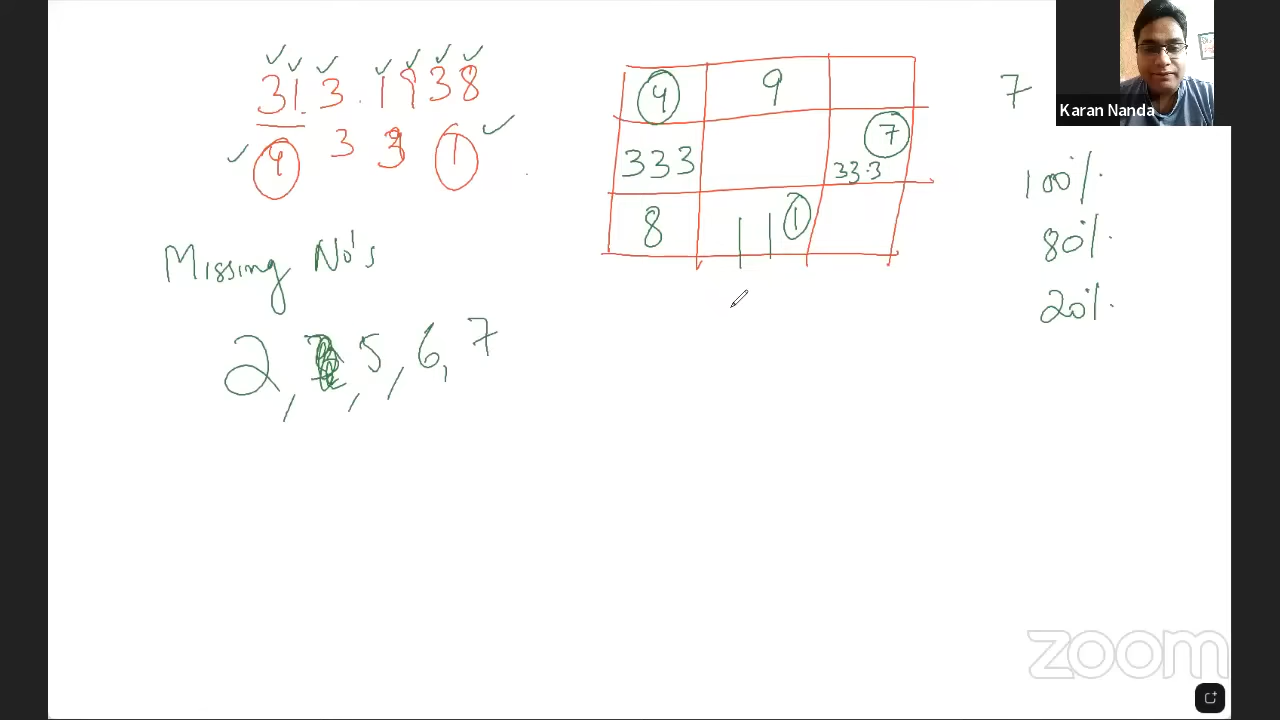 31.3.1938
4 3 3 1
Missing No's
2, 5, 6, 7
4 9
333 7
33.3
8 11 1
7
100%
80%
20%
Karan Nanda
zoom